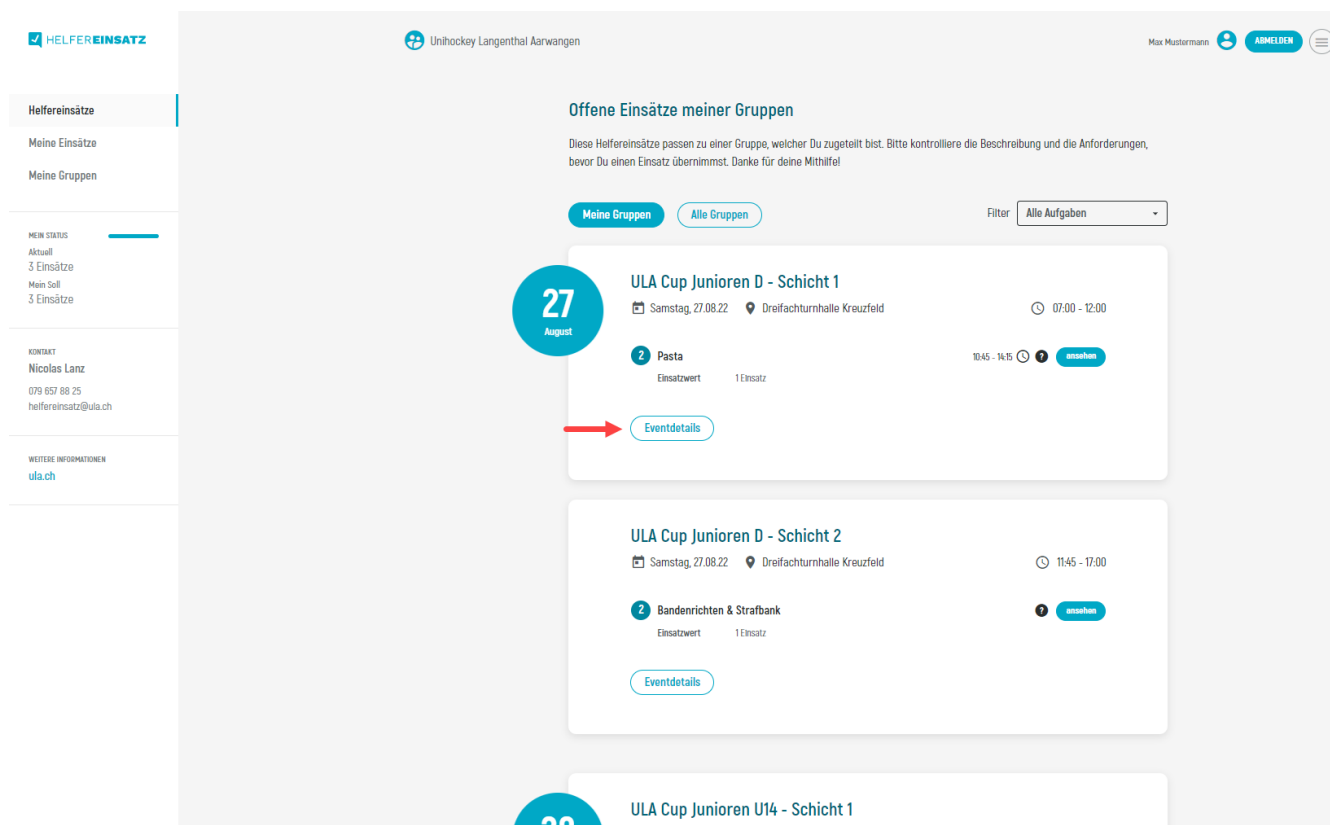 HELFEREINSATZ
Unihockey Langenthal Aarwangen
Max Mustermann
ABMELDEN
Helfereinsätze
Meine Einsätze
Meine Gruppen
MEIN STATUS
Aktuell
3 Einsätze
Mein Soll
3 Einsätze
KONTAKT
Nicolas Lanz
079 657 88 25
helfereinsatz@ula.ch
WEITERE INFORMATIONEN
ula.ch
Offene Einsätze meiner Gruppen
Diese Helfereinsätze passen zu einer Gruppe, welcher Du zugeteilt bist. Bitte kontrolliere die Beschreibung und die Anforderungen,
bevor Du einen Einsatz übernimmst. Danke für deine Mithilfe!
Meine Gruppen
Alle Gruppen
Filter
Alle Aufgaben
27
August
ULA Cup Junioren D - Schicht 1
Samstag, 27.08.22 Dreifachturnhalle Kreuzfeld 07:00 - 12:00
2 Pasta 10:45 - 14:15 ? ansehen
Einsatzwert 1 Einsatz
Eventdetails
ULA Cup Junioren D - Schicht 2
Samstag, 27.08.22 Dreifachturnhalle Kreuzfeld 11:45 - 17:00
2 Bandenrichten & Strafbank ? ansehen
Einsatzwert 1 Einsatz
Eventdetails
ULA Cup Junioren U14 - Schicht 1